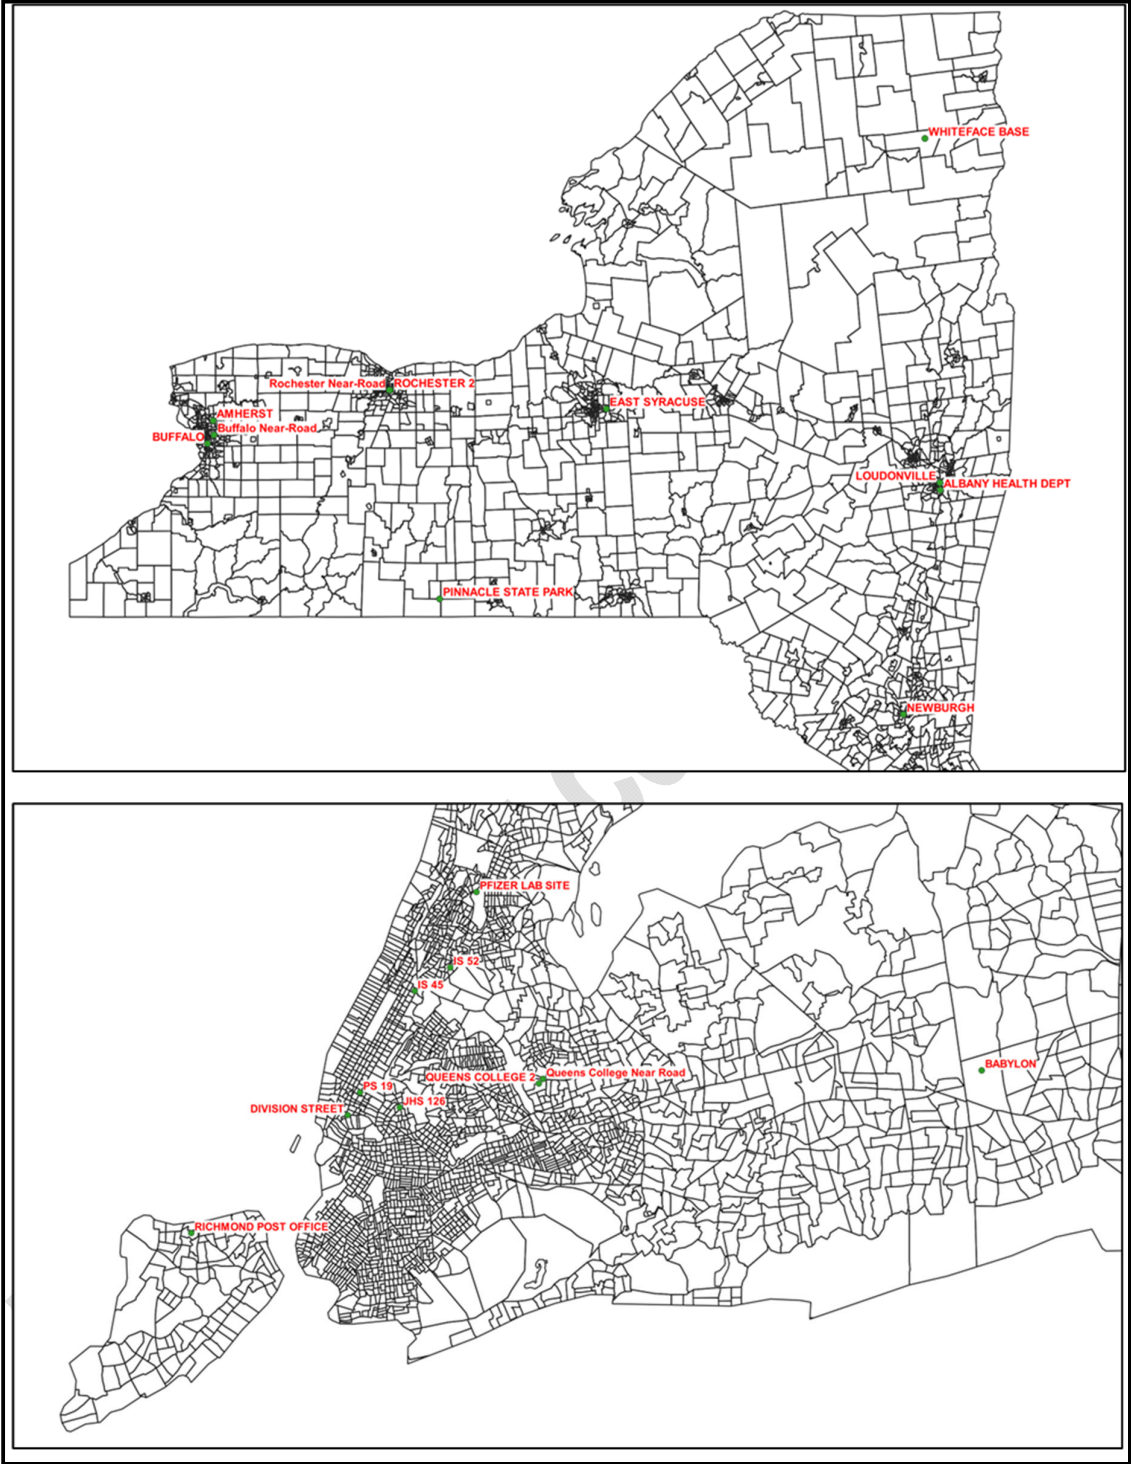 WHITEFACE BASE
Rochester Near-Road
ROCHESTER 2
EAST SYRACUSE
AMHERST
Buffalo Near-Road
BUFFALO
LOUDONVILLE
ALBANY HEALTH DEPT
PINNACLE STATE PARK
NEWBURGH
PFIZER LAB SITE
IS 52
IS 45
BABYLON
QUEENS COLLEGE 2
Queens College Near Road
PS 19
JHS 126
DIVISION STREET
RICHMOND POST OFFICE